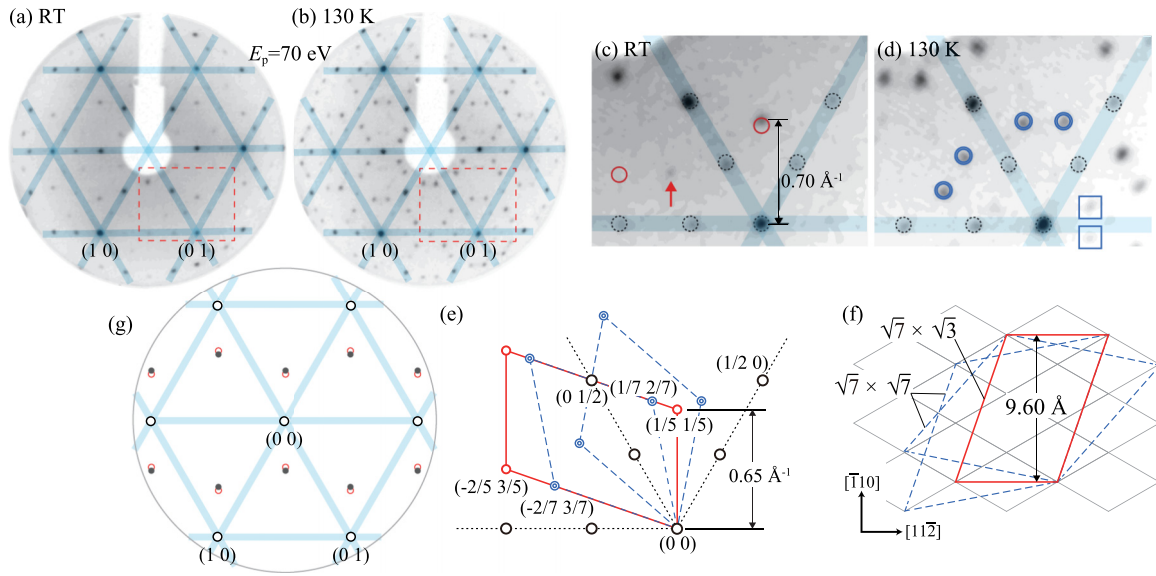 (a) RT
(b) 130 K
Eₚ=70 eV
(1 0)
(0 1)
(1 0)
(0 1)
(c) RT
0.70 Å⁻¹
(d) 130 K
(g)
(0 0)
(1 0)
(0 1)
(e)
(1/2 0)
(0 1/2)
(1/7 2/7)
(1/5 1/5)
0.65 Å⁻¹
(-2/5 3/5)
(-2/7 3/7)
(0 0)
(f)
√7 × √3
√7 × √7
9.60 Å
[1̅10]
[112̅]